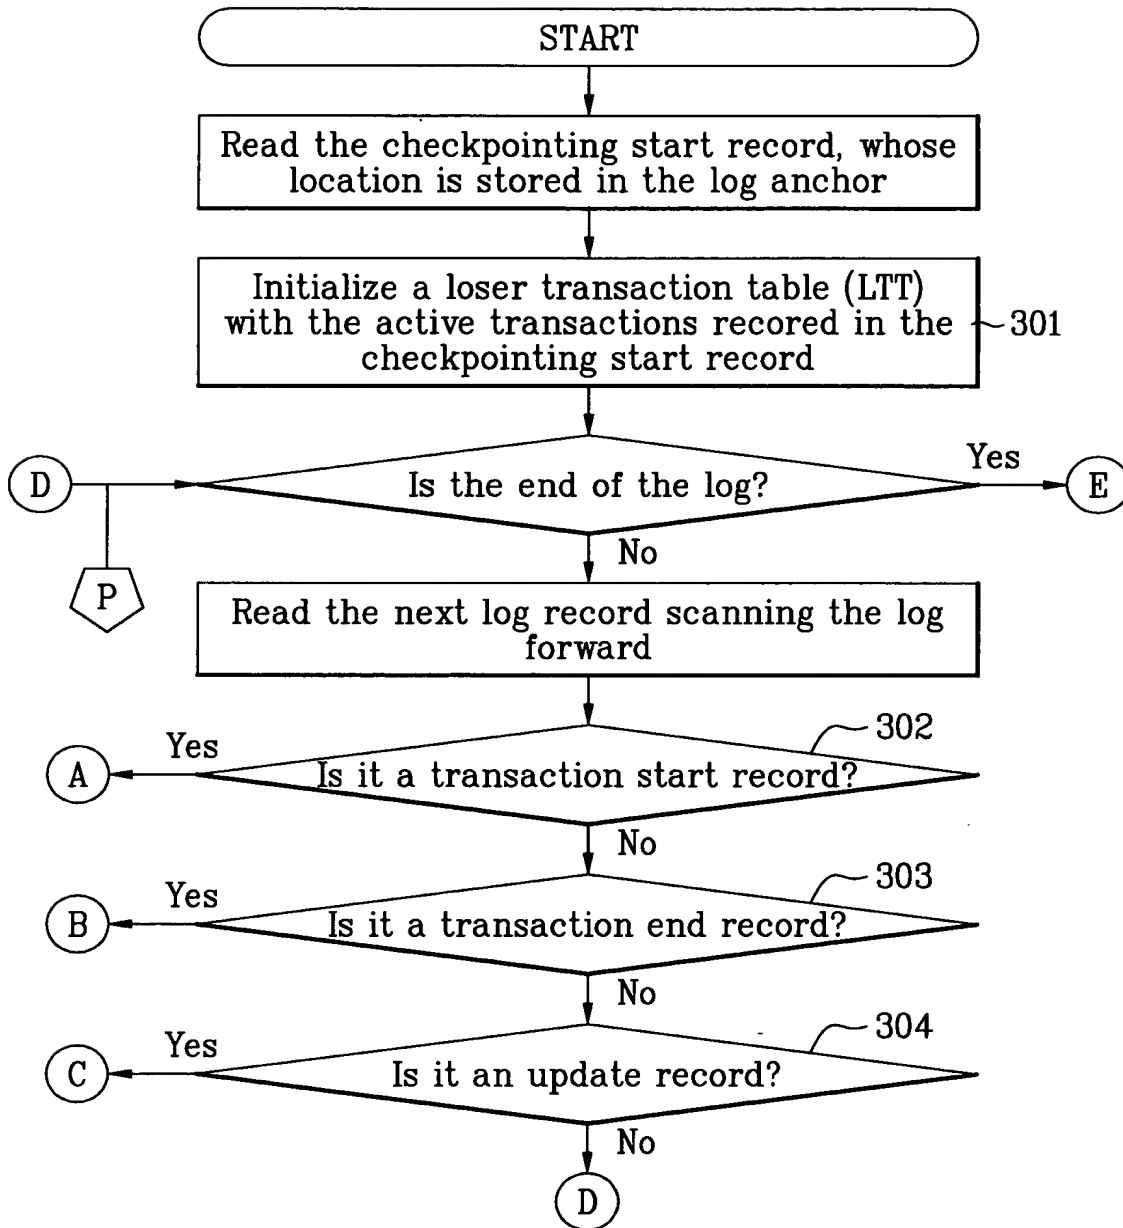 START
Read the checkpointing start record, whose
location is stored in the log anchor
Initialize a loser transaction table (LTT)
with the active transactions recored in the
checkpointing start record
301
D
Is the end of the log?
Yes
E
P
No
Read the next log record scanning the log
forward
302
A
Yes
Is it a transaction start record?
No
303
B
Yes
Is it a transaction end record?
No
304
C
Yes
Is it an update record?
No
D